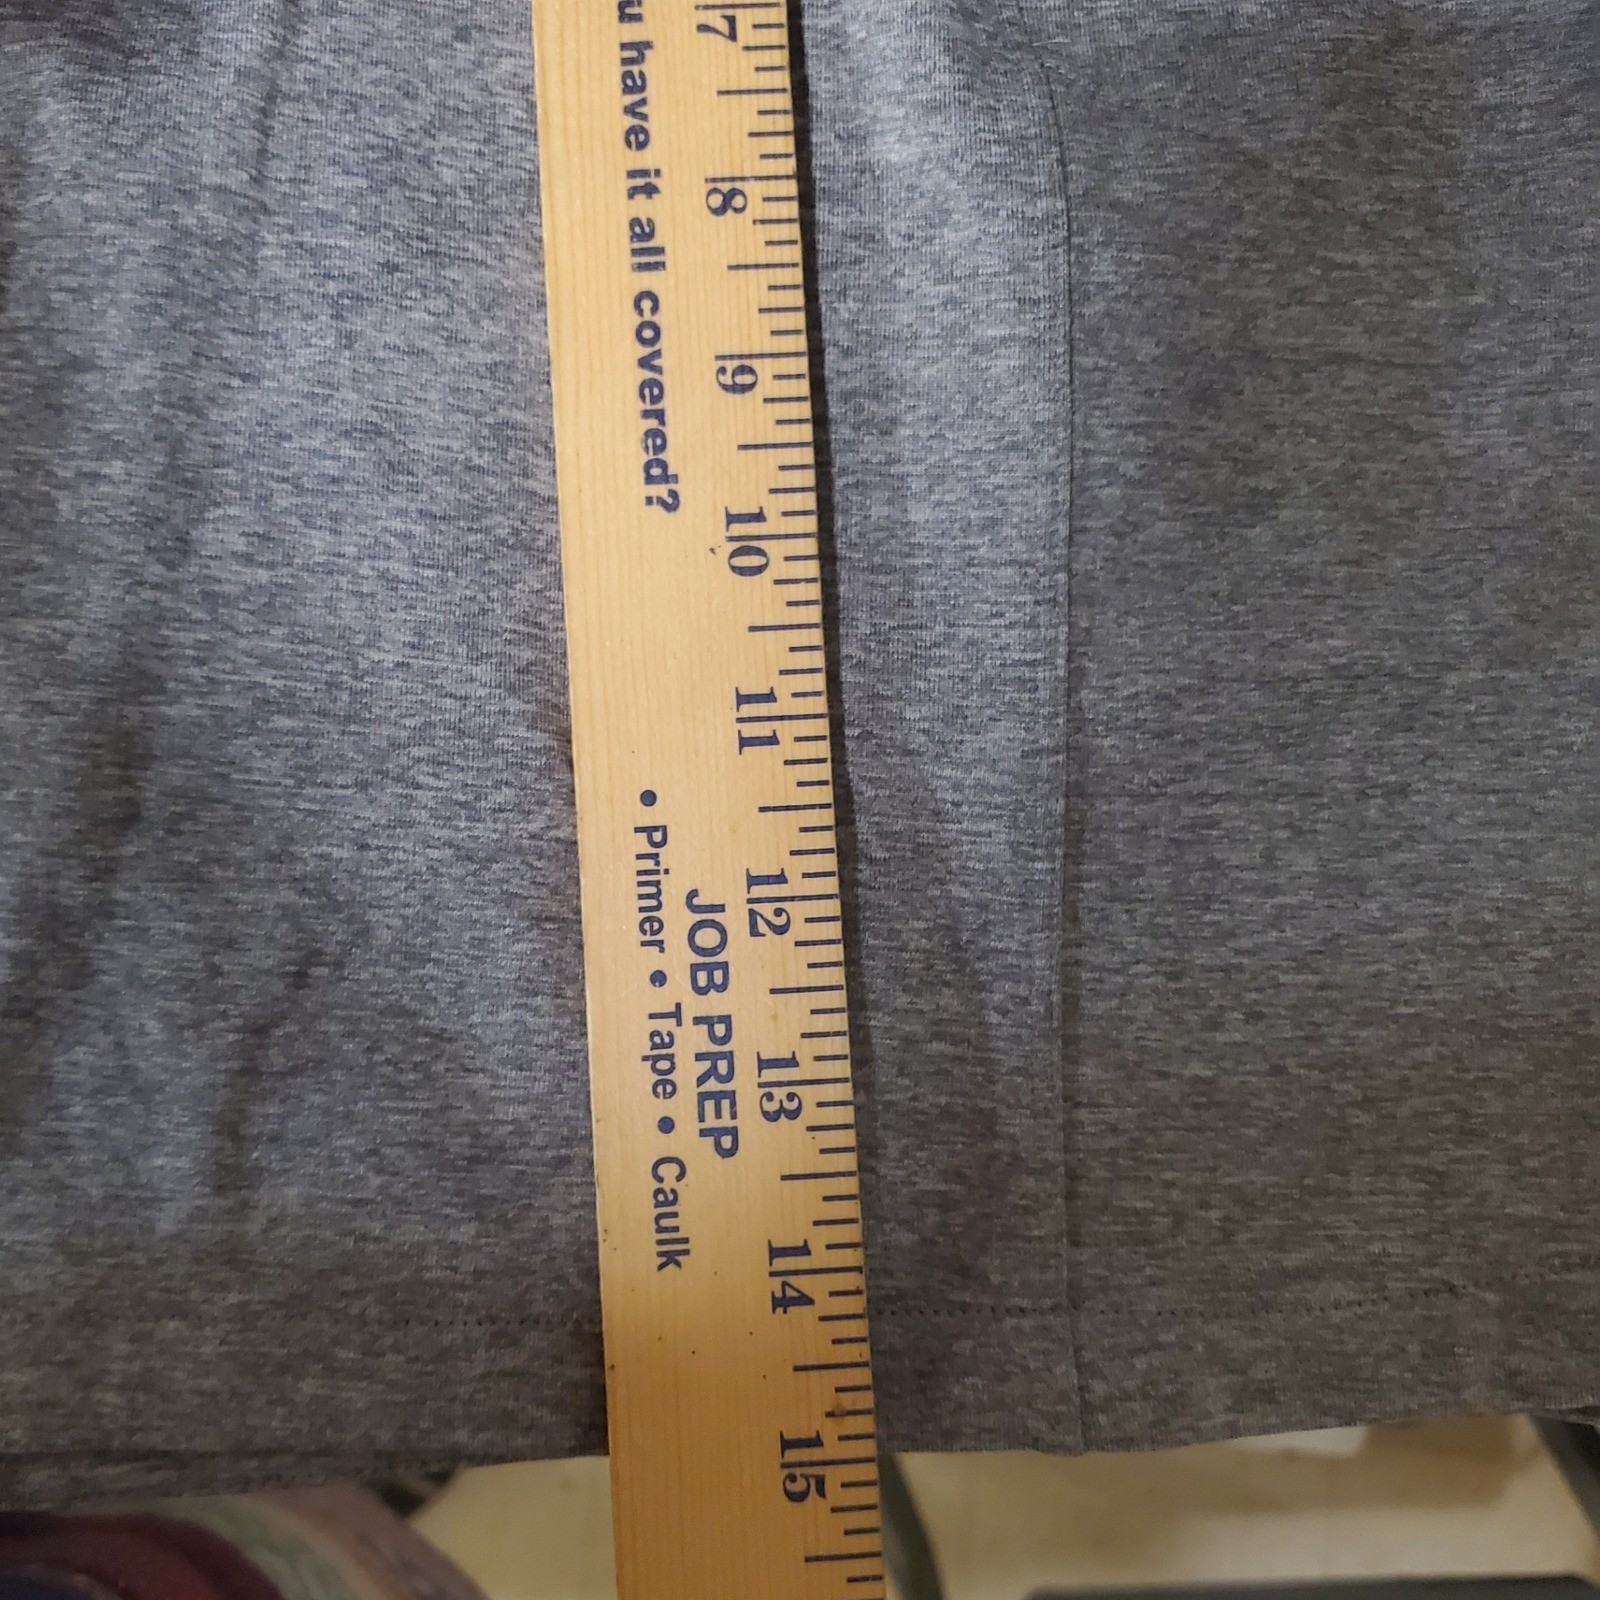 7 8 9 10 11 12 13 14 15
u have it all covered?
JOB PREP
• Primer • Tape • Caulk